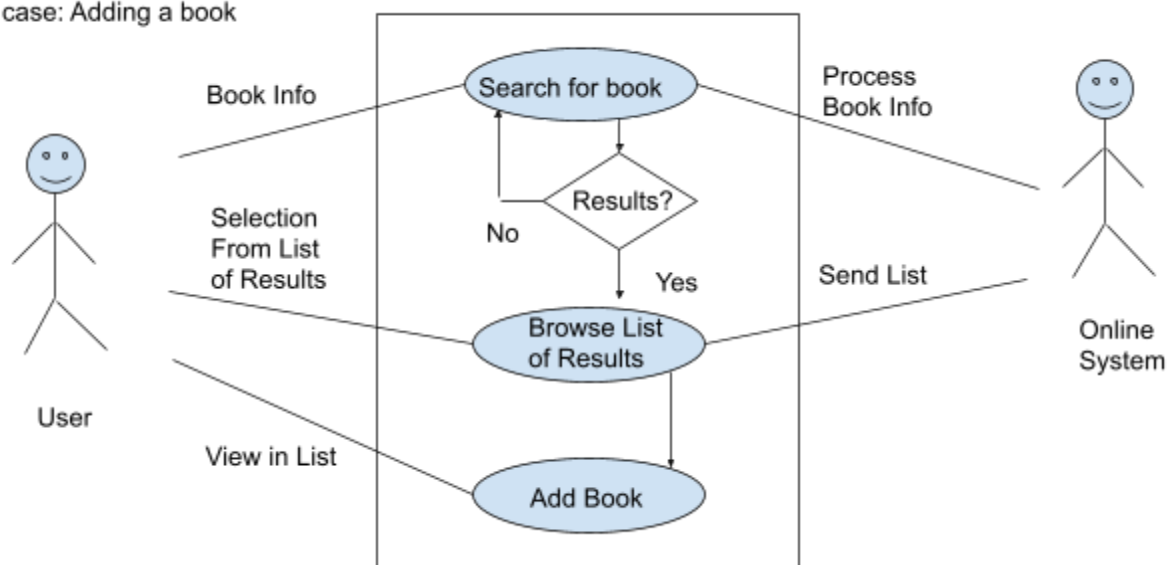 case: Adding a book
Book Info
Search for book
Process
Book Info
Results?
No
Selection
From List
of Results
Yes
Send List
Browse List
of Results
Online
System
User
View in List
Add Book